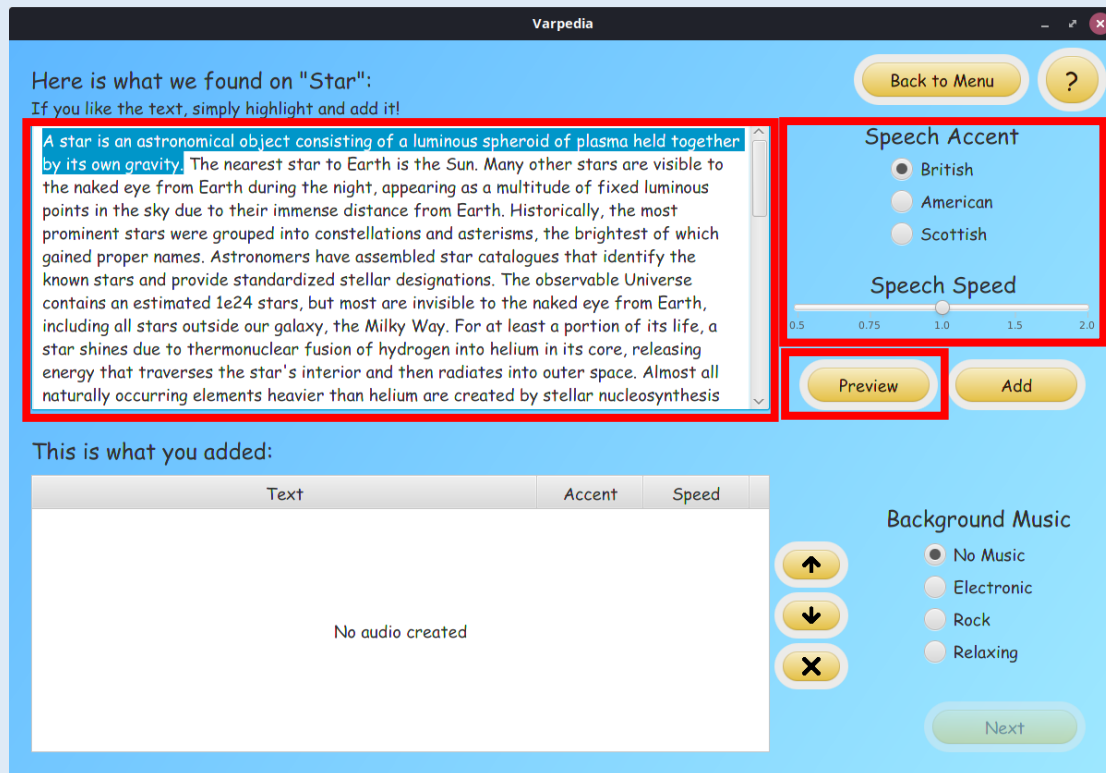 Varpedia
Here is what we found on "Star":
If you like the text, simply highlight and add it!
Back to Menu
?
A star is an astronomical object consisting of a luminous spheroid of plasma held together
by its own gravity. The nearest star to Earth is the Sun. Many other stars are visible to
the naked eye from Earth during the night, appearing as a multitude of fixed luminous
points in the sky due to their immense distance from Earth. Historically, the most
prominent stars were grouped into constellations and asterisms, the brightest of which
gained proper names. Astronomers have assembled star catalogues that identify the
known stars and provide standardized stellar designations. The observable Universe
contains an estimated 1e24 stars, but most are invisible to the naked eye from Earth,
including all stars outside our galaxy, the Milky Way. For at least a portion of its life, a
star shines due to thermonuclear fusion of hydrogen into helium in its core, releasing
energy that traverses the star's interior and then radiates into outer space. Almost all
naturally occurring elements heavier than helium are created by stellar nucleosynthesis
Speech Accent
British
American
Scottish
Speech Speed
0.5 0.75 1.0 1.5 2.0
Preview
Add
This is what you added:
Text Accent Speed
No audio created
Background Music
No Music
Electronic
Rock
Relaxing
Next